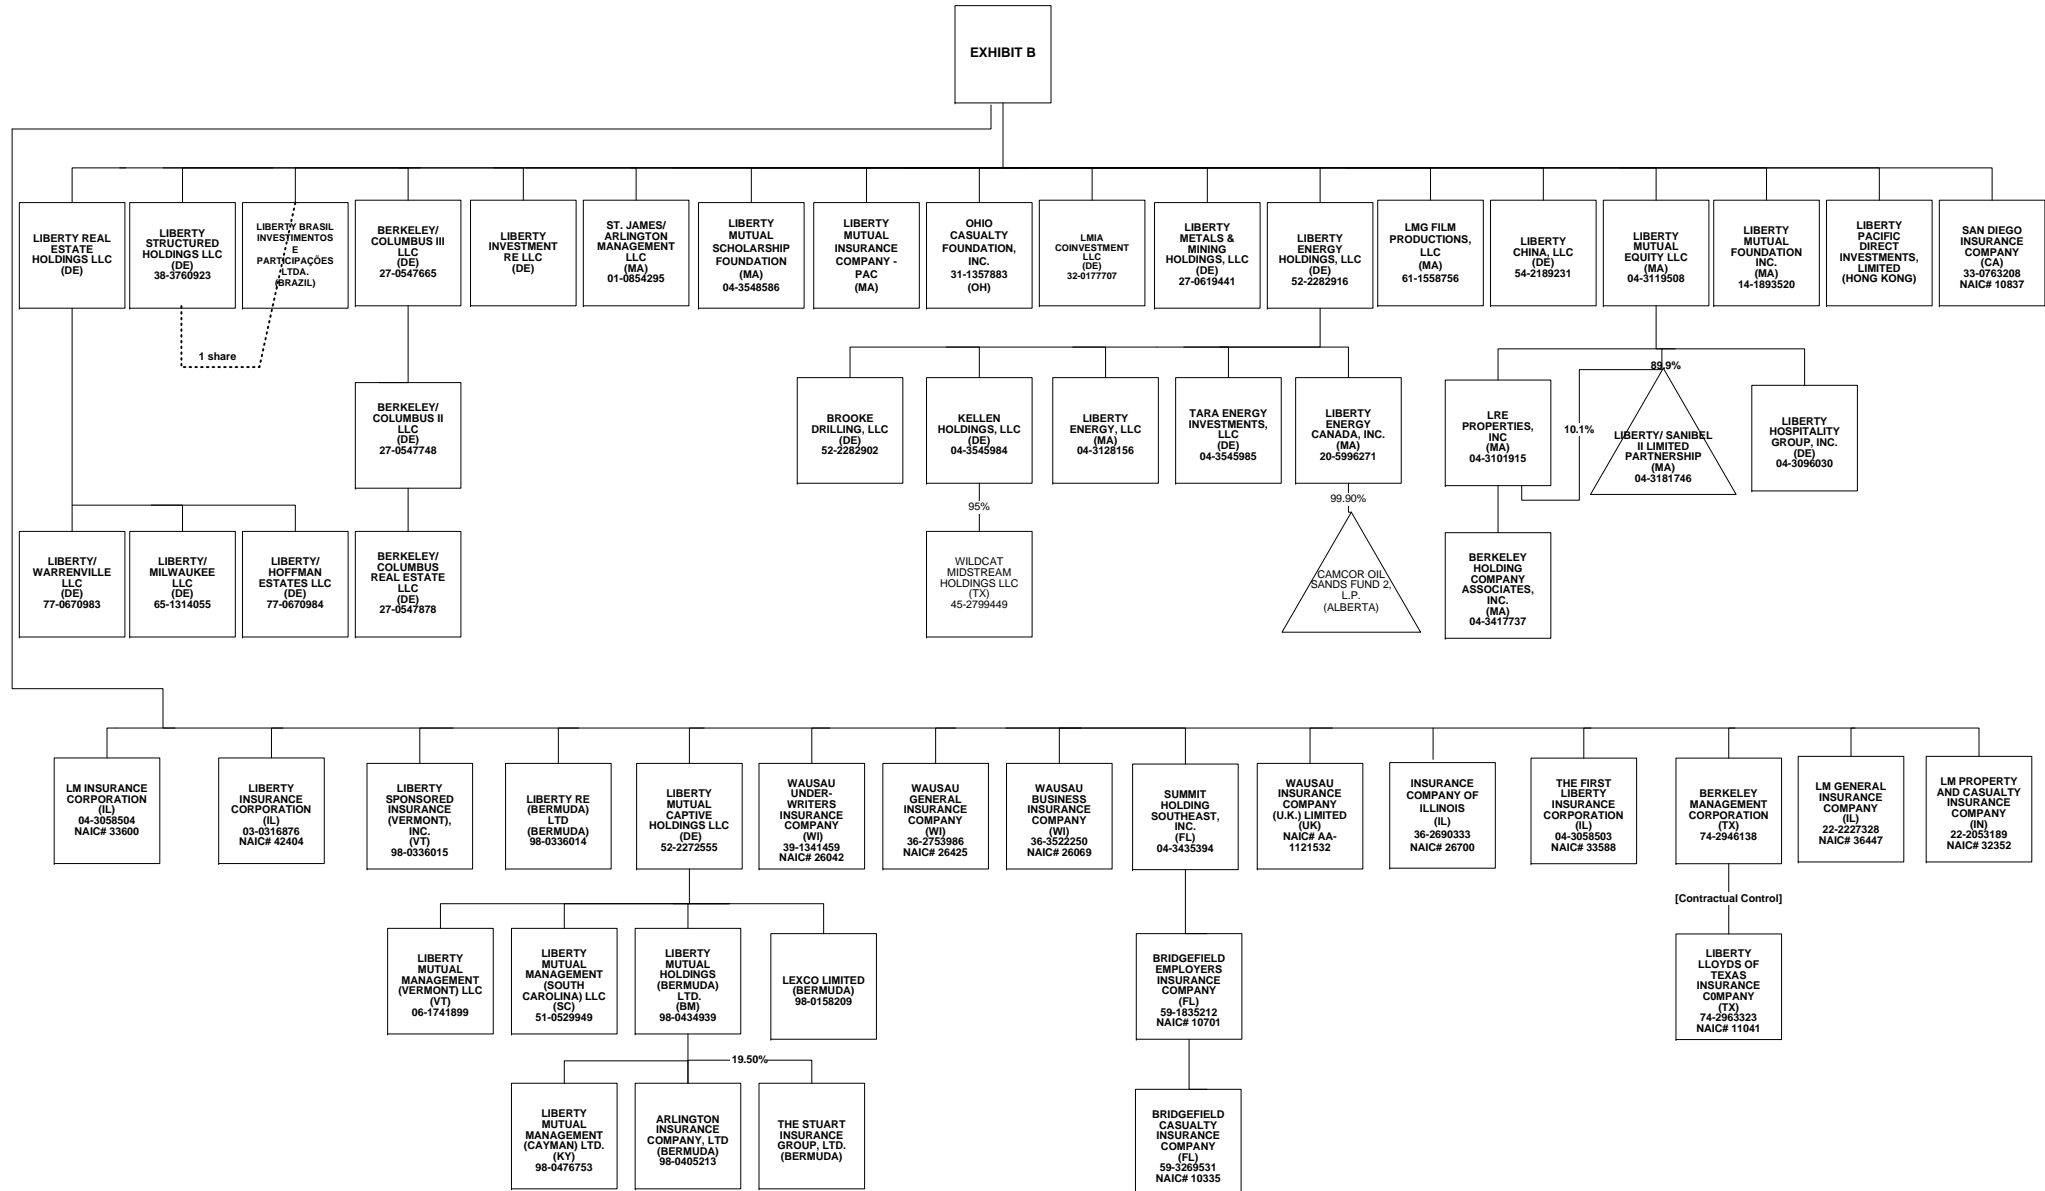 EXHIBIT B
LIBERTY REAL
ESTATE
HOLDINGS LLC
(DE)
LIBERTY
STRUCTURED
HOLDINGS LLC
(DE)
38-3760923
LIBERTY BRASIL
INVESTIMENTOS
E
PARTICIPAÇÕES
LTDA.
(BRAZIL)
BERKELEY/
COLUMBUS III
LLC
(DE)
27-0547665
LIBERTY
INVESTMENT
RE LLC
(DE)
ST. JAMES/
ARLINGTON
MANAGEMENT
LLC
(MA)
01-0854295
LIBERTY
MUTUAL
SCHOLARSHIP
FOUNDATION
(MA)
04-3548586
LIBERTY
MUTUAL
INSURANCE
COMPANY -
PAC
(MA)
OHIO
CASUALTY
FOUNDATION,
INC.
31-1357883
(OH)
LMIA
COINVESTMENT
LLC
(DE)
32-0177707
LIBERTY
METALS &
MINING
HOLDINGS, LLC
(DE)
27-0619441
LIBERTY
ENERGY
HOLDINGS, LLC
(DE)
52-2282916
LMG FILM
PRODUCTIONS,
LLC
(MA)
61-1558756
LIBERTY
CHINA, LLC
(DE)
54-2189231
LIBERTY
MUTUAL
EQUITY LLC
(MA)
04-3119508
LIBERTY
MUTUAL
FOUNDATION
INC.
(MA)
14-1893520
LIBERTY
PACIFIC
DIRECT
INVESTMENTS,
LIMITED
(HONG KONG)
SAN DIEGO
INSURANCE
COMPANY
(CA)
33-0763208
NAIC# 10837
1 share
BERKELEY/
COLUMBUS II
LLC
(DE)
27-0547748
BROOKE
DRILLING, LLC
(DE)
52-2282902
KELLEN
HOLDINGS, LLC
(DE)
04-3545984
LIBERTY
ENERGY, LLC
(MA)
04-3128156
TARA ENERGY
INVESTMENTS,
LLC
(DE)
04-3545985
LIBERTY
ENERGY
CANADA, INC.
(MA)
20-5996271
LRE
PROPERTIES,
INC
(MA)
04-3101915
10.1%
89.9%
LIBERTY/ SANIBEL
II LIMITED
PARTNERSHIP
(MA)
04-3181746
LIBERTY
HOSPITALITY
GROUP, INC.
(DE)
04-3096030
95%
99.90%
LIBERTY/
WARRENVILLE
LLC
(DE)
77-0670983
LIBERTY/
MILWAUKEE
LLC
(DE)
65-1314055
LIBERTY/
HOFFMAN
ESTATES LLC
(DE)
77-0670984
BERKELEY/
COLUMBUS
REAL ESTATE
LLC
(DE)
27-0547878
WILDCAT
MIDSTREAM
HOLDINGS LLC
(TX)
45-2799449
CAMCOR OIL
SANDS FUND 2,
L.P.
(ALBERTA)
BERKELEY
HOLDING
COMPANY
ASSOCIATES,
INC.
(MA)
04-3417737
LM INSURANCE
CORPORATION
(IL)
04-3058504
NAIC# 33600
LIBERTY
INSURANCE
CORPORATION
(IL)
03-0316876
NAIC# 42404
LIBERTY
SPONSORED
INSURANCE
(VERMONT),
INC.
(VT)
98-0336015
LIBERTY RE
(BERMUDA)
LTD
(BERMUDA)
98-0336014
LIBERTY
MUTUAL
CAPTIVE
HOLDINGS LLC
(DE)
52-2272555
WAUSAU
UNDER-
WRITERS
INSURANCE
COMPANY
(WI)
39-1341459
NAIC# 26042
WAUSAU
GENERAL
INSURANCE
COMPANY
(WI)
36-2753986
NAIC# 26425
WAUSAU
BUSINESS
INSURANCE
COMPANY
(WI)
36-3522250
NAIC# 26069
SUMMIT
HOLDING
SOUTHEAST,
INC.
(FL)
04-3435394
WAUSAU
INSURANCE
COMPANY
(U.K.) LIMITED
(UK)
NAIC# AA-
1121532
INSURANCE
COMPANY OF
ILLINOIS
(IL)
36-2690333
NAIC# 26700
THE FIRST
LIBERTY
INSURANCE
CORPORATION
(IL)
04-3058503
NAIC# 33588
BERKELEY
MANAGEMENT
CORPORATION
(TX)
74-2946138
LM GENERAL
INSURANCE
COMPANY
(IL)
22-2227328
NAIC# 36447
LM PROPERTY
AND CASUALTY
INSURANCE
COMPANY
(IN)
22-2053189
NAIC# 32352
[Contractual Control]
LIBERTY
MUTUAL
MANAGEMENT
(VERMONT) LLC
(VT)
06-1741899
LIBERTY
MUTUAL
MANAGEMENT
(SOUTH
CAROLINA) LLC
(SC)
51-0529949
LIBERTY
MUTUAL
HOLDINGS
(BERMUDA)
LTD.
(BM)
98-0434939
LEXCO LIMITED
(BERMUDA)
98-0158209
BRIDGEFIELD
EMPLOYERS
INSURANCE
COMPANY
(FL)
59-1835212
NAIC# 10701
LIBERTY
LLOYDS OF
TEXAS
INSURANCE
C0MPANY
(TX)
74-2963323
NAIC# 11041
19.50%
LIBERTY
MUTUAL
MANAGEMENT
(CAYMAN) LTD.
(KY)
98-0476753
ARLINGTON
INSURANCE
COMPANY, LTD
(BERMUDA)
98-0405213
THE STUART
INSURANCE
GROUP, LTD.
(BERMUDA)
BRIDGEFIELD
CASUALTY
INSURANCE
COMPANY
(FL)
59-3269531
NAIC# 10335